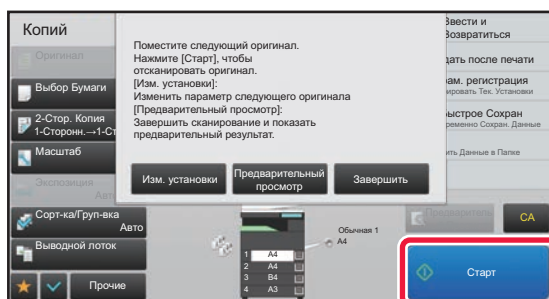 Копий
Оригинал
Выбор Бумаги
2-Стор. Копия
1-Сторонн.→1-Ст
Масштаб
Экспозиция
Авто
Сорт-ка/Груп-вка
Авто
Выводной лоток
Прочие
Поместите следующий оригинал.
Нажмите [Старт], чтобы
отсканировать оригинал.
[Изм. установки]:
Изменить параметр следующего оригинала
[Предварительный просмотр]:
Завершить сканирование и показать
предварительный результат.
Изм. установки
Предварительный
просмотр
Завершить
1 A4
2 A4
3 B4
4 A3
Обычная 1
A4
Ввести и
Возвратиться
дать после печати
ам. регистрация
ировать Тек. Установки
ыстрое Сохран
ременно Сохран. Данные
ить Данные в Папке
CA
Старт